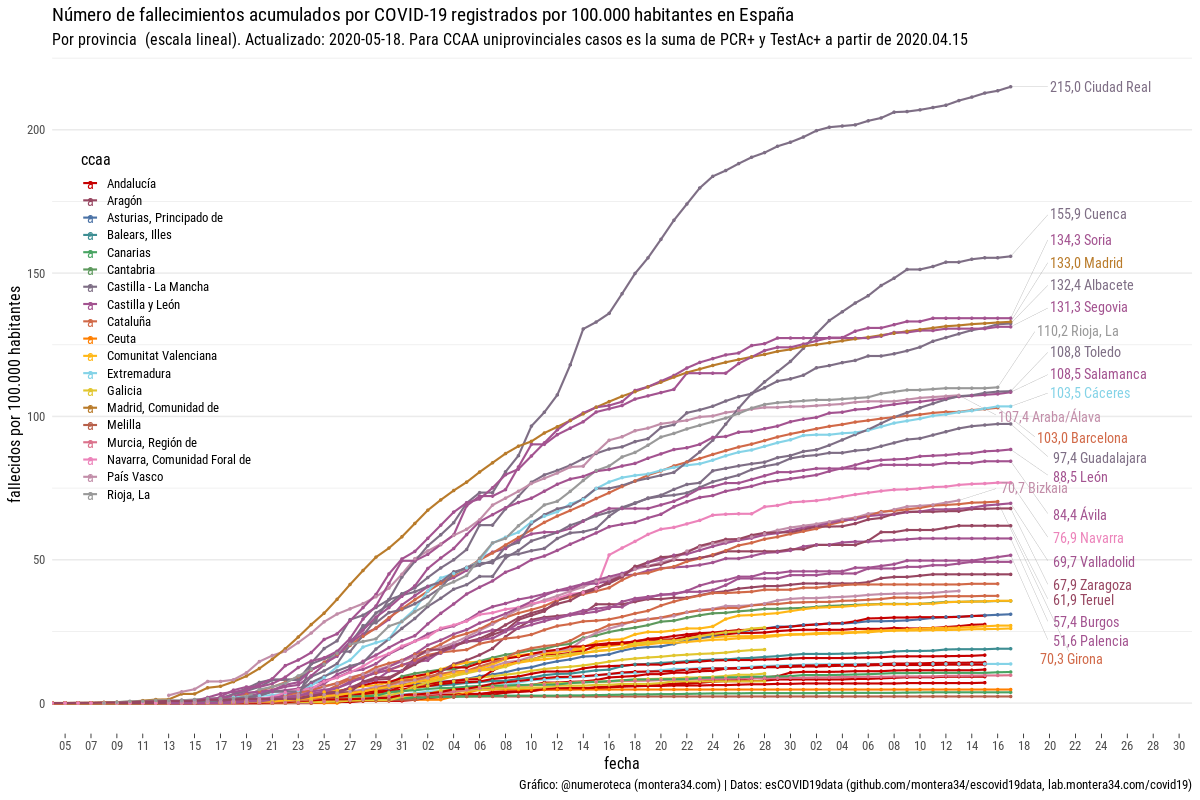 Número de fallecimientos acumulados por COVID-19 registrados por 100.000 habitantes en España
Por provincia  (escala lineal). Actualizado: 2020-05-18. Para CCAA uniprovinciales casos es la suma de PCR+ y TestAc+ a partir de 2020.04.15
fallecidos por 100.000 habitantes
200
150
100
50
0
ccaa
Andalucía
Aragón
Asturias, Principado de
Balears, Illes
Canarias
Cantabria
Castilla - La Mancha
Castilla y León
Cataluña
Ceuta
Comunitat Valenciana
Extremadura
Galicia
Madrid, Comunidad de
Melilla
Murcia, Región de
Navarra, Comunidad Foral de
País Vasco
Rioja, La
215,0 Ciudad Real
155,9 Cuenca
134,3 Soria
133,0 Madrid
132,4 Albacete
131,3 Segovia
110,2 Rioja, La
108,8 Toledo
108,5 Salamanca
103,5 Cáceres
107,4 Araba/Álava
103,0 Barcelona
97,4 Guadalajara
88,5 León
70,7 Bizkaia
84,4 Ávila
76,9 Navarra
69,7 Valladolid
67,9 Zaragoza
61,9 Teruel
57,4 Burgos
51,6 Palencia
70,3 Girona
05 07 09 11 13 15 17 19 21 23 25 27 29 31 02 04 06 08 10 12 14 16 18 20 22 24 26 28 30 02 04 06 08 10 12 14 16 18 20 22 24 26 28 30
fecha
Gráfico: @numeroteca (montera34.com) | Datos: esCOVID19data (github.com/montera34/escovid19data, lab.montera34.com/covid19)